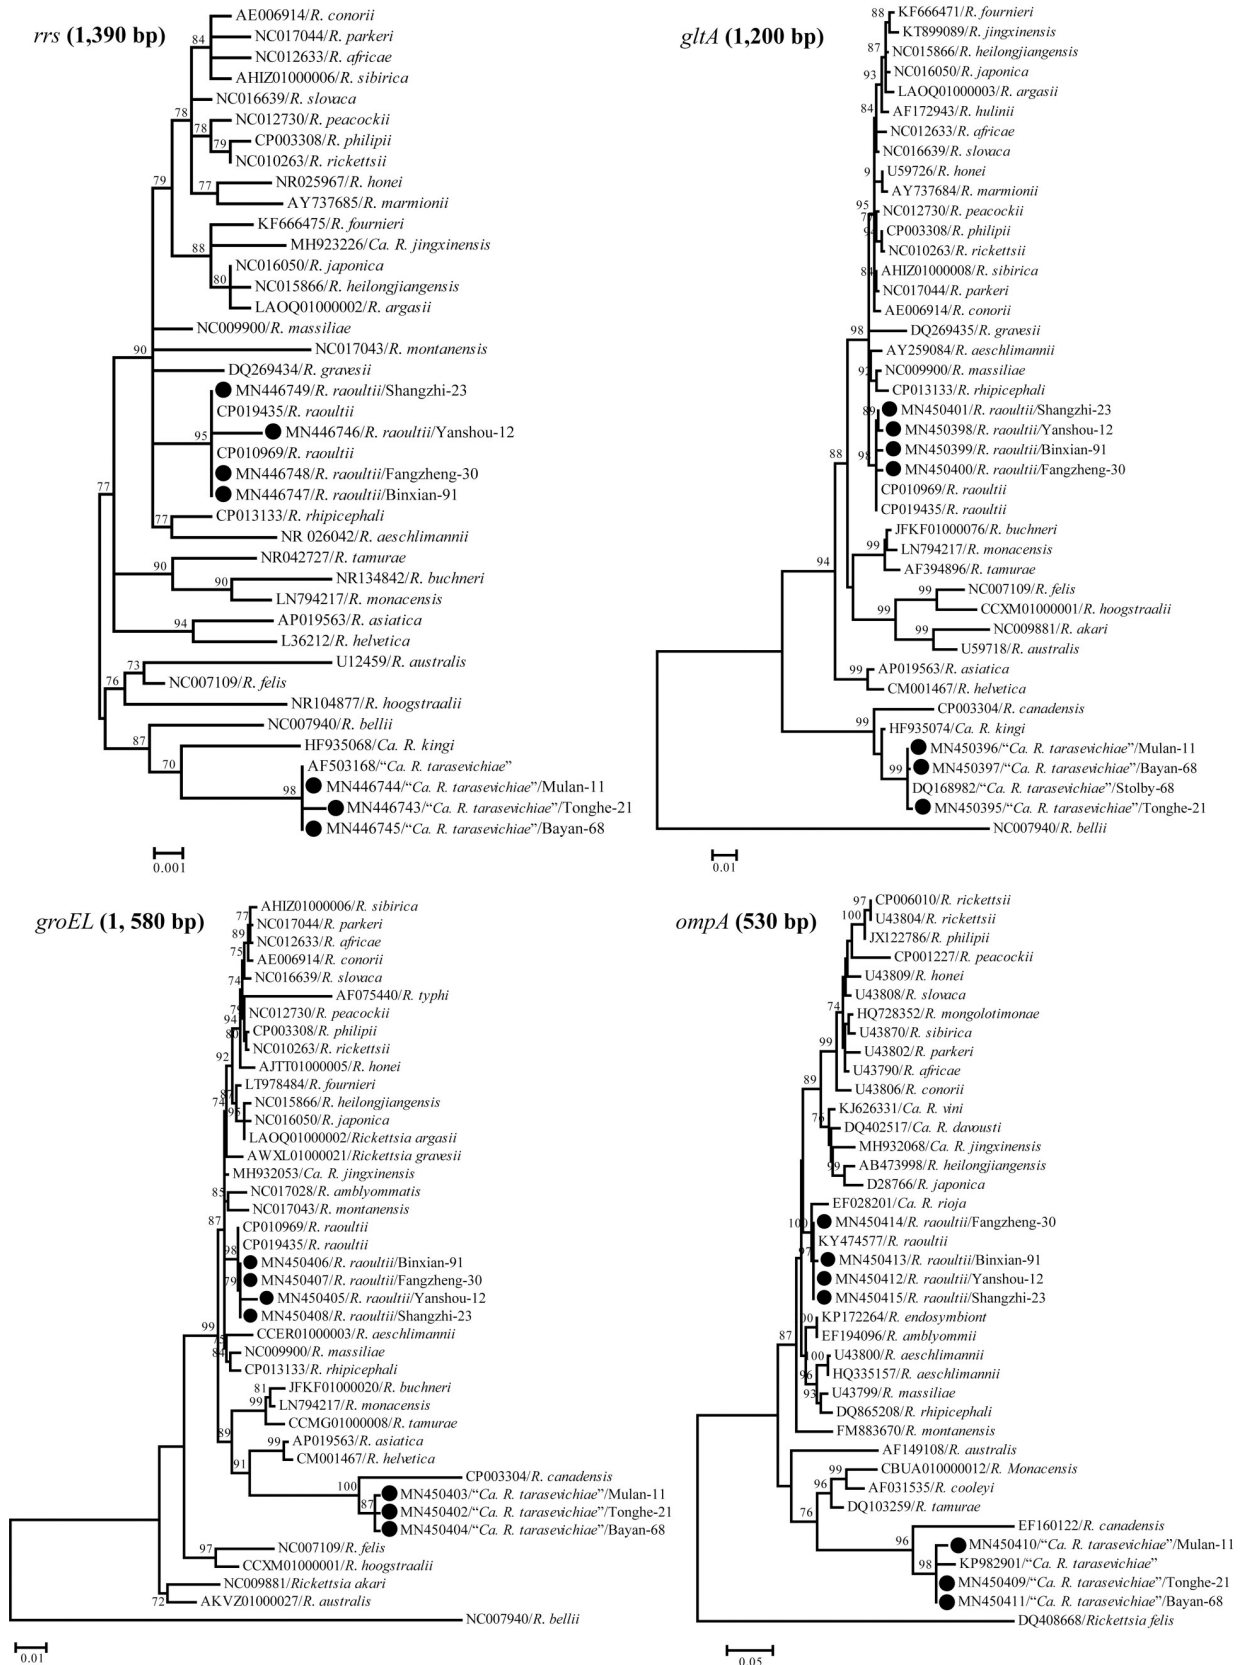 rrs (1,390 bp)
AE006914/R. conorii
84
NC017044/R. parkeri
NC012633/R. africae
AHIZ01000006/R. sibirica
NC016639/R. slovaca
78
NC012730/R. peacockii
78
CP003308/R. philipii
79
NC010263/R. rickettsii
79
NR025967/R. honei
77
AY737685/R. marmionii
KF666475/R. fournieri
88
MH923226/Ca. R. jingxinensis
NC016050/R. japonica
80
NC015866/R. heilongjiangensis
LAOQ01000002/R. argasii
NC009900/R. massiliae
90
NC017043/R. montanensis
DQ269434/R. gravesii
MN446749/R. raoultii/Shangzhi-23
CP019435/R. raoultii
95
MN446746/R. raoultii/Yanshou-12
CP010969/R. raoultii
MN446748/R. raoultii/Fangzheng-30
77
MN446747/R. raoultii/Binxian-91
77
CP013133/R. rhipicephali
NR 026042/R. aeschlimannii
90
NR042727/R. tamurae
90
NR134842/R. buchneri
LN794217/R. monacensis
94
AP019563/R. asiatica
L36212/R. helvetica
73
U12459/R. australis
76
NC007109/R. felis
NR104877/R. hoogstraalii
87
NC007940/R. bellii
70
HF935068/Ca. R. kingi
AF503168/“Ca. R. tarasevichiae”
98
MN446744/“Ca. R. tarasevichiae”/Mulan-11
MN446743/“Ca. R. tarasevichiae”/Tonghe-21
MN446745/“Ca. R. tarasevichiae”/Bayan-68
0.001
gltA (1,200 bp)
88
KF666471/R. fournieri
KT899089/R. jingxinensis
87
NC015866/R. heilongjiangensis
93
NC016050/R. japonica
LAOQ01000003/R. argasii
84
AF172943/R. hulinii
NC012633/R. africae
NC016639/R. slovaca
9
U59726/R. honei
AY737684/R. marmionii
95
NC012730/R. peacockii
CP003308/R. philipii
NC010263/R. rickettsii
84
AHIZ01000008/R. sibirica
NC017044/R. parkeri
AE006914/R. conorii
98
DQ269435/R. gravesii
AY259084/R. aeschlimannii
NC009900/R. massiliae
CP013133/R. rhipicephali
89
MN450401/R. raoultii/Shangzhi-23
MN450398/R. raoultii/Yanshou-12
88
98
MN450399/R. raoultii/Binxian-91
MN450400/R. raoultii/Fangzheng-30
CP010969/R. raoultii
CP019435/R. raoultii
JFKF01000076/R. buchneri
99
LN794217/R. monacensis
94
AF394896/R. tamurae
99
NC007109/R. felis
99
CCXM01000001/R. hoogstraalii
99
NC009881/R. akari
U59718/R. australis
99
AP019563/R. asiatica
CM001467/R. helvetica
99
CP003304/R. canadensis
HF935074/Ca. R. kingi
MN450396/“Ca. R. tarasevichiae”/Mulan-11
99
MN450397/“Ca. R. tarasevichiae”/Bayan-68
DQ168982/“Ca. R. tarasevichiae”/Stolby-68
MN450395/“Ca. R. tarasevichiae”/Tonghe-21
NC007940/R. bellii
0.01
groEL (1, 580 bp)
AHIZ01000006/R. sibirica
77
NC017044/R. parkeri
89
NC012633/R. africae
75
AE006914/R. conorii
74
NC016639/R. slovaca
AF075440/R. typhi
NC012730/R. peacockii
94
CP003308/R. philipii
80
NC010263/R. rickettsii
92
AJTT01000005/R. honei
LT978484/R. fournieri
74
NC015866/R. heilongjiangensis
95
NC016050/R. japonica
LAOQ01000002/Rickettsia argasii
AWXL01000021/Rickettsia gravesii
MH932053/Ca. R. jingxinensis
85
NC017028/R. amblyommatis
NC017043/R. montanensis
87
CP010969/R. raoultii
CP019435/R. raoultii
98
MN450406/R. raoultii/Binxian-91
79
MN450407/R. raoultii/Fangzheng-30
MN450405/R. raoultii/Yanshou-12
MN450408/R. raoultii/Shangzhi-23
99
CCER01000003/R. aeschlimannii
75
84
NC009900/R. massiliae
CP013133/R. rhipicephali
81
JFKF01000020/R. buchneri
99
LN794217/R. monacensis
CCMG01000008/R. tamurae
89
99
AP019563/R. asiatica
CM001467/R. helvetica
91
100
CP003304/R. canadensis
87
MN450403/“Ca. R. tarasevichiae”/Mulan-11
MN450402/“Ca. R. tarasevichiae”/Tonghe-21
MN450404/“Ca. R. tarasevichiae”/Bayan-68
97
NC007109/R. felis
CCXM01000001/R. hoogstraalii
NC009881/Rickettsia akari
72
AKVZ01000027/R. australis
NC007940/R. bellii
0.01
ompA (530 bp)
97
CP006010/R. rickettsii
100
U43804/R. rickettsii
JX122786/R. philipii
CP001227/R. peacockii
U43809/R. honei
U43808/R. slovaca
74
HQ728352/R. mongolotimonae
U43870/R. sibirica
99
U43802/R. parkeri
U43790/R. africae
89
U43806/R. conorii
KJ626331/Ca. R. vini
76
DQ402517/Ca. R. davousti
MH932068/Ca. R. jingxinensis
99
AB473998/R. heilongjiangensis
D28766/R. japonica
EF028201/Ca. R. rioja
100
MN450414/R. raoultii/Fangzheng-30
KY474577/R. raoultii
97
MN450413/R. raoultii/Binxian-91
MN450412/R. raoultii/Yanshou-12
MN450415/R. raoultii/Shangzhi-23
KP172264/R. endosymbiont
87
EF194096/R. amblyommii
100
U43800/R. aeschlimannii
96
HQ335157/R. aeschlimannii
93
U43799/R. massiliae
DQ865208/R. rhipicephali
FM883670/R. montanensis
AF149108/R. australis
99
CBUA010000012/R. Monacensis
96
AF031535/R. cooleyi
76
DQ103259/R. tamurae
96
EF160122/R. canadensis
MN450410/“Ca. R. tarasevichiae”/Mulan-11
98
KP982901/“Ca. R. tarasevichiae”
MN450409/“Ca. R. tarasevichiae”/Tonghe-21
MN450411/“Ca. R. tarasevichiae”/Bayan-68
DQ408668/Rickettsia felis
0.05